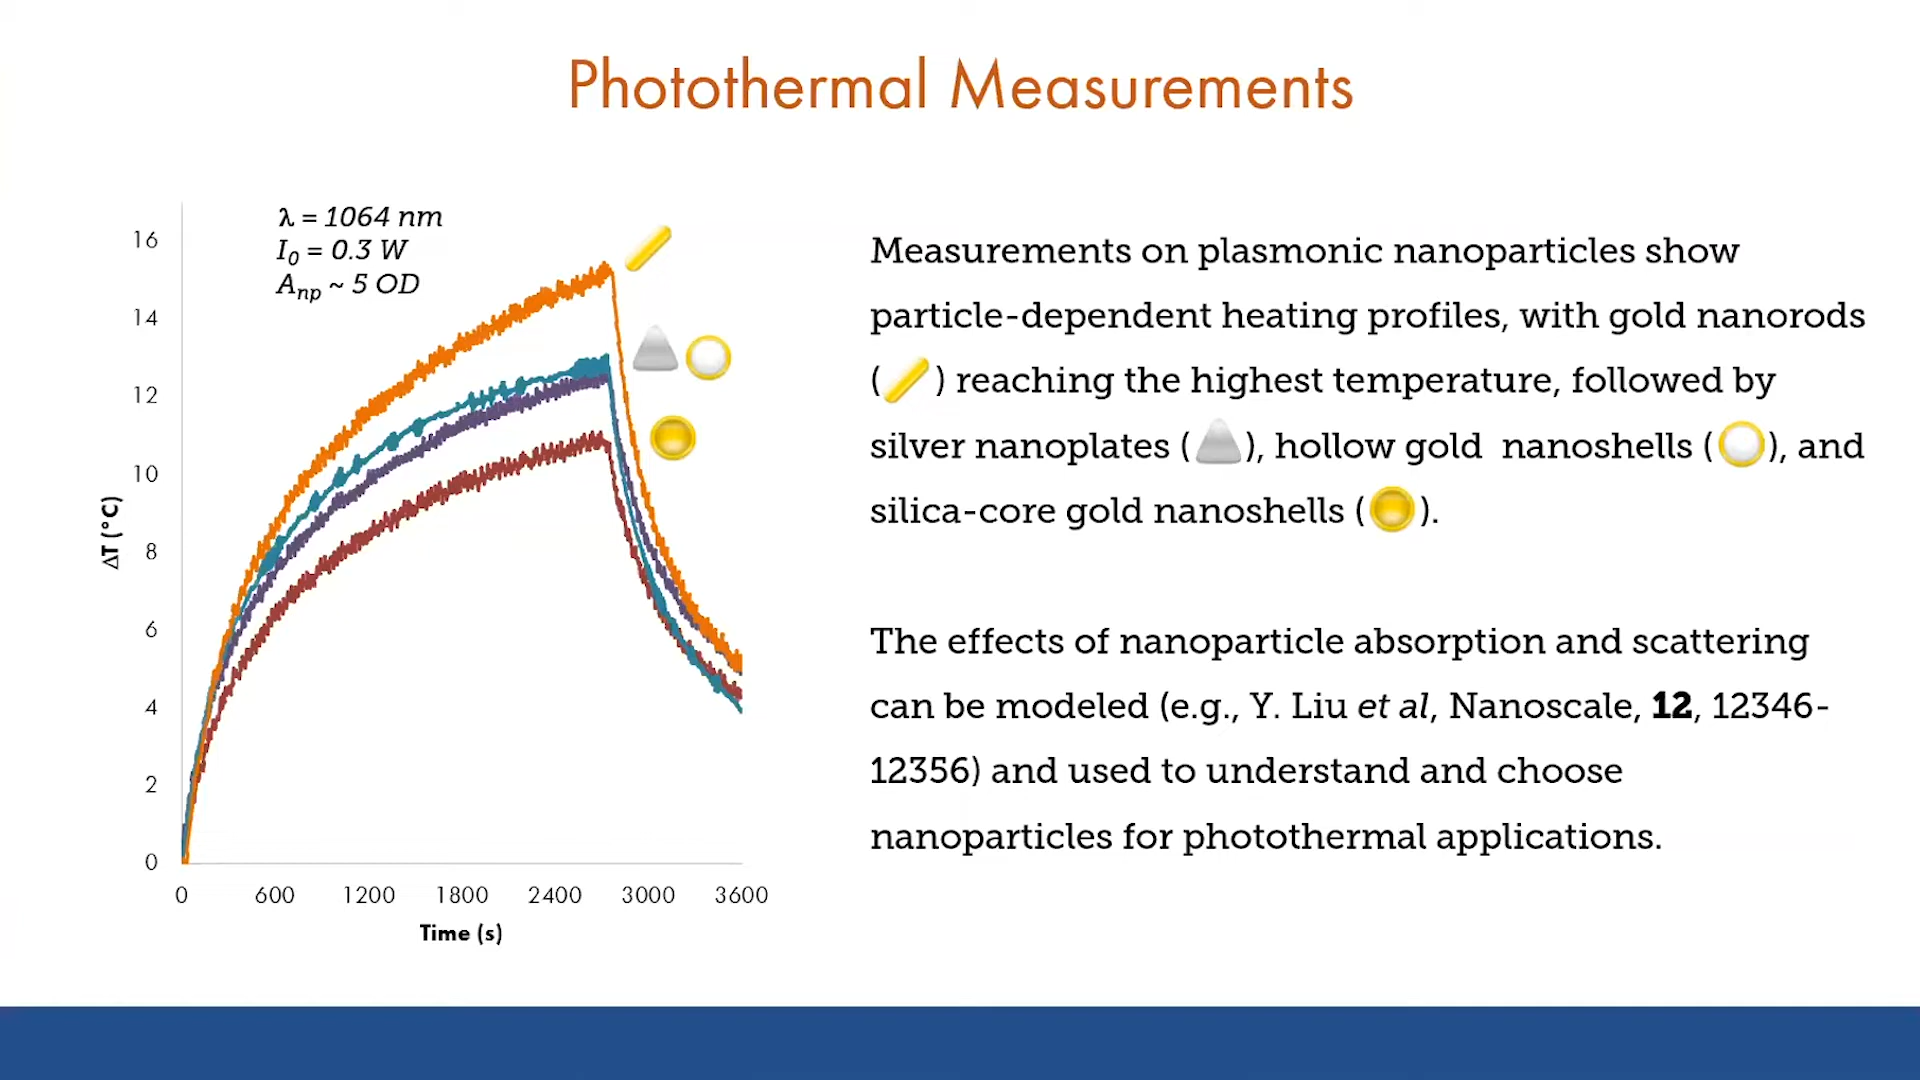 Photothermal Measurements
λ = 1064 nm
I0 = 0.3 W
Anp ~ 5 OD
16
14
12
10
8
6
4
2
0
ΔT (°C)
0 600 1200 1800 2400 3000 3600
Time (s)
Measurements on plasmonic nanoparticles show
particle-dependent heating profiles, with gold nanorods
( ) reaching the highest temperature, followed by
silver nanoplates ( ), hollow gold nanoshells ( ), and
silica-core gold nanoshells ( ).
The effects of nanoparticle absorption and scattering
can be modeled (e.g., Y. Liu et al, Nanoscale, 12, 12346-
12356) and used to understand and choose
nanoparticles for photothermal applications.